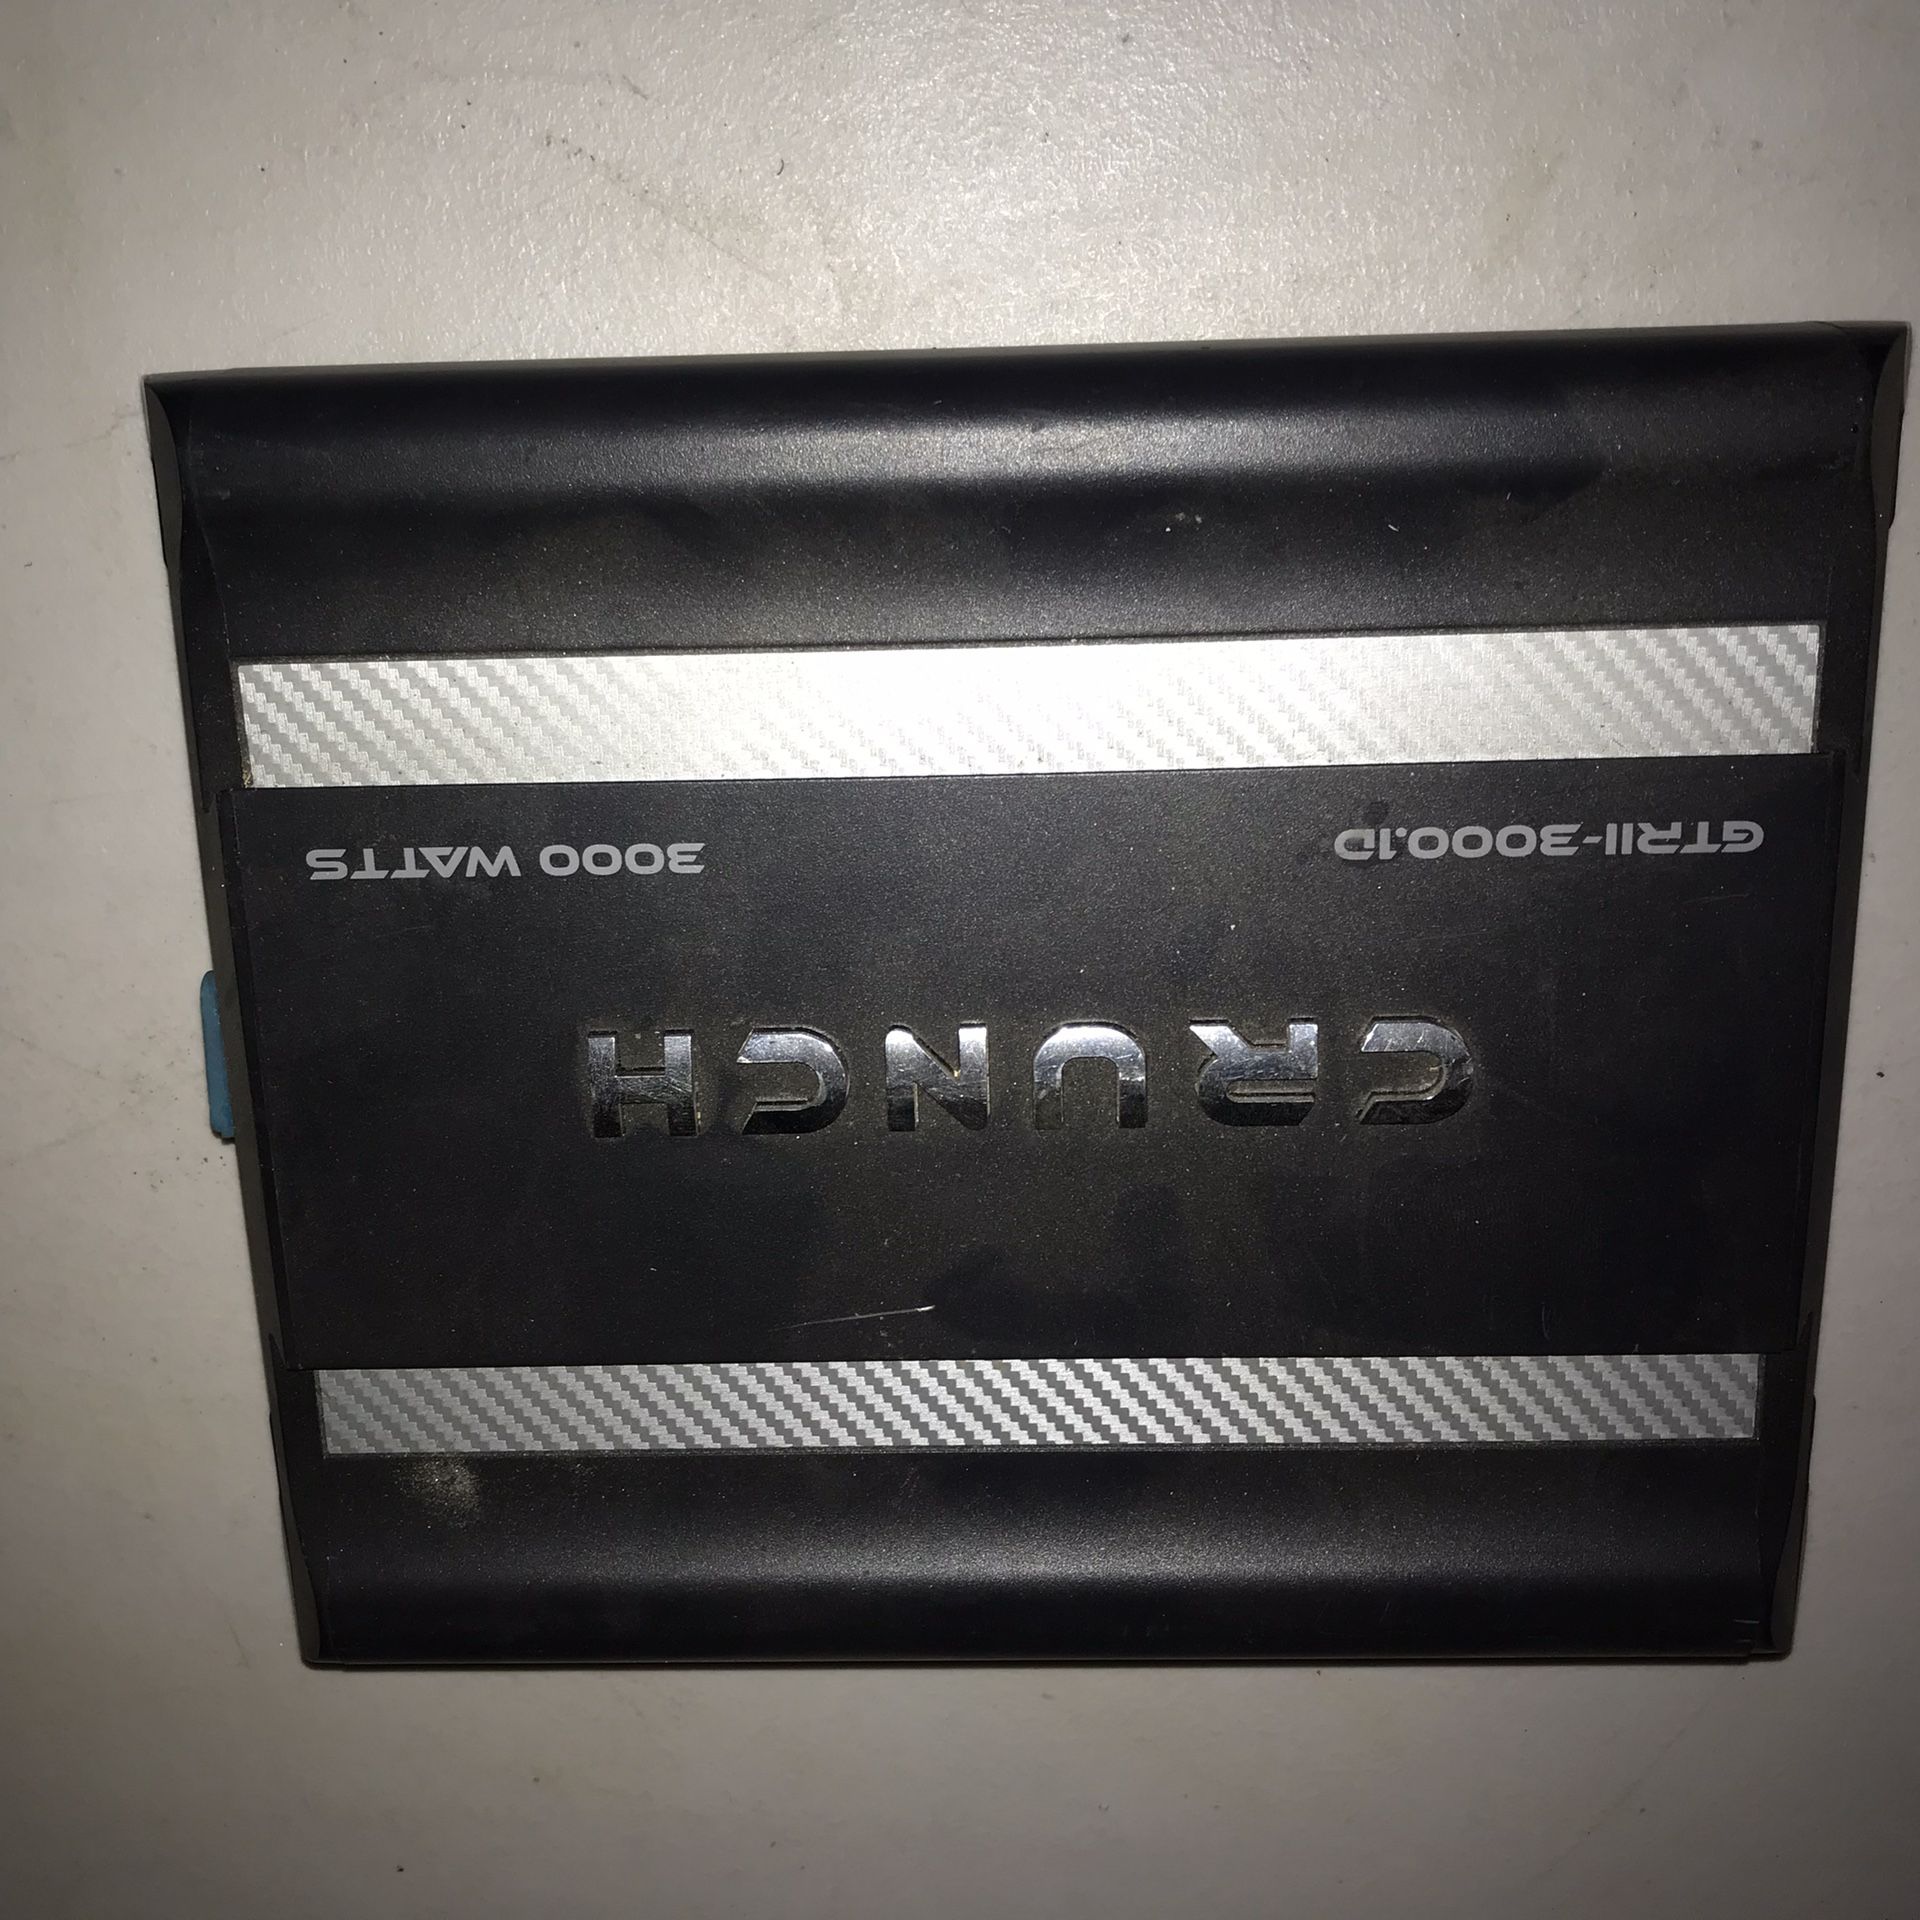 CRUNCH
GTRII-3000.1D
3000 WATTS